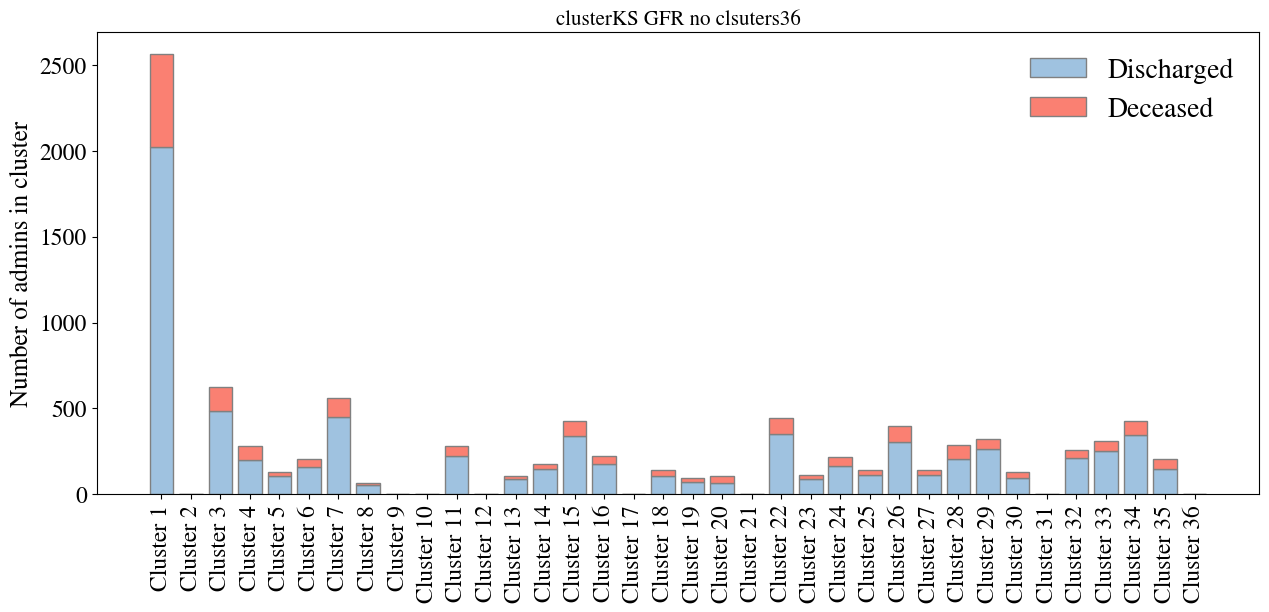 clusterKS GFR no clsuters36
Number of admins in cluster
2500
2000
1500
1000
500
0
Discharged
Deceased
Cluster 1
Cluster 2
Cluster 3
Cluster 4
Cluster 5
Cluster 6
Cluster 7
Cluster 8
Cluster 9
Cluster 10
Cluster 11
Cluster 12
Cluster 13
Cluster 14
Cluster 15
Cluster 16
Cluster 17
Cluster 18
Cluster 19
Cluster 20
Cluster 21
Cluster 22
Cluster 23
Cluster 24
Cluster 25
Cluster 26
Cluster 27
Cluster 28
Cluster 29
Cluster 30
Cluster 31
Cluster 32
Cluster 33
Cluster 34
Cluster 35
Cluster 36